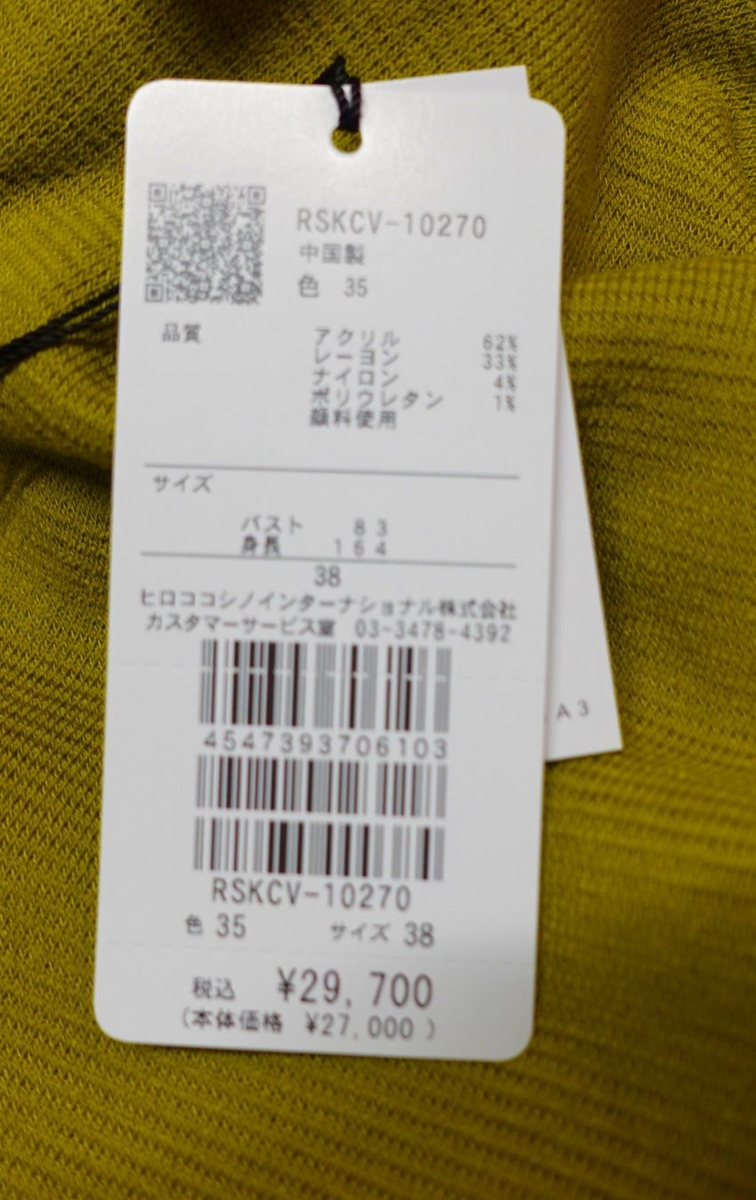 RSKCV-10270
中国製
色 35
品質
アクリル 62%
レーヨン 33%
ナイロン 4%
ポリウレタン 1%
顔料使用
サイズ
バスト 83
身長 164
38
ヒロココシノインターナショナル株式会社
カスタマーサービス室 03-3478-4392
4547393706103
RSKCV-10270
色 35 サイズ 38
税込 ¥29,700
(本体価格 ¥27,000 )
A3